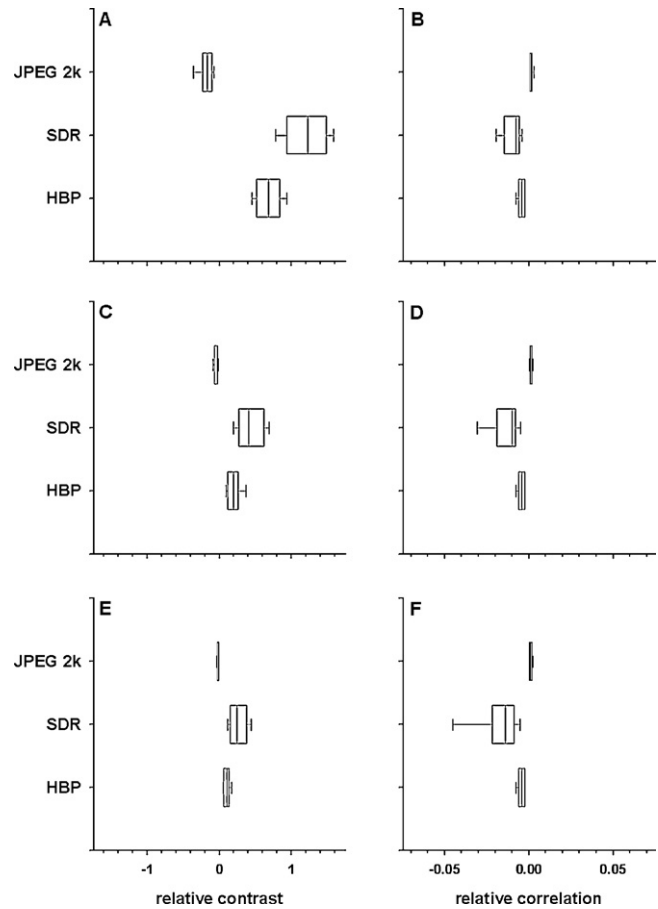 A
B
JPEG 2k
SDR
HBP
C
D
JPEG 2k
SDR
HBP
E
F
JPEG 2k
SDR
HBP
-1 0 1
-0.05 0.00 0.05
relative contrast
relative correlation